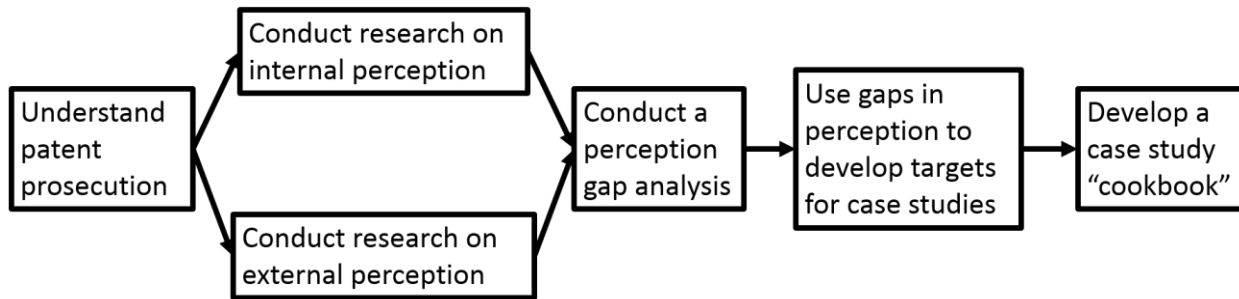 Understand
patent
prosecution
Conduct research on
internal perception
Conduct research on
external perception
Conduct a
perception
gap analysis
Use gaps in
perception to
develop targets
for case studies
Develop a
case study
“cookbook”